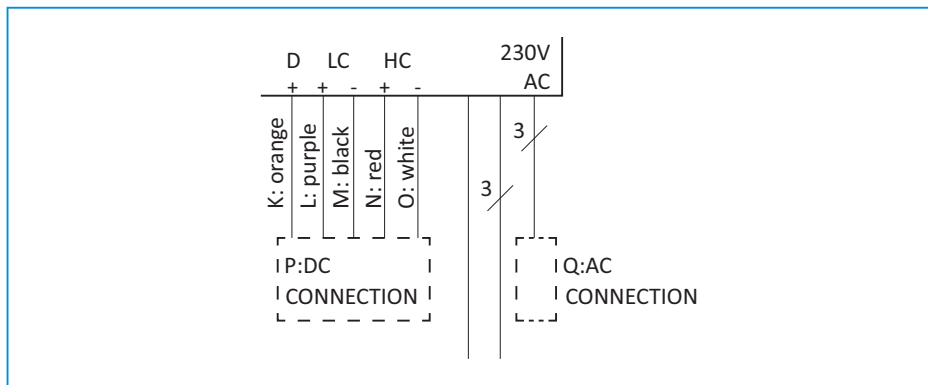 230V
D LC HC
AC
+ + - + -
K: orange
L: purple
M: black
N: red
O: white
3
3
P:DC
CONNECTION
Q:AC
CONNECTION